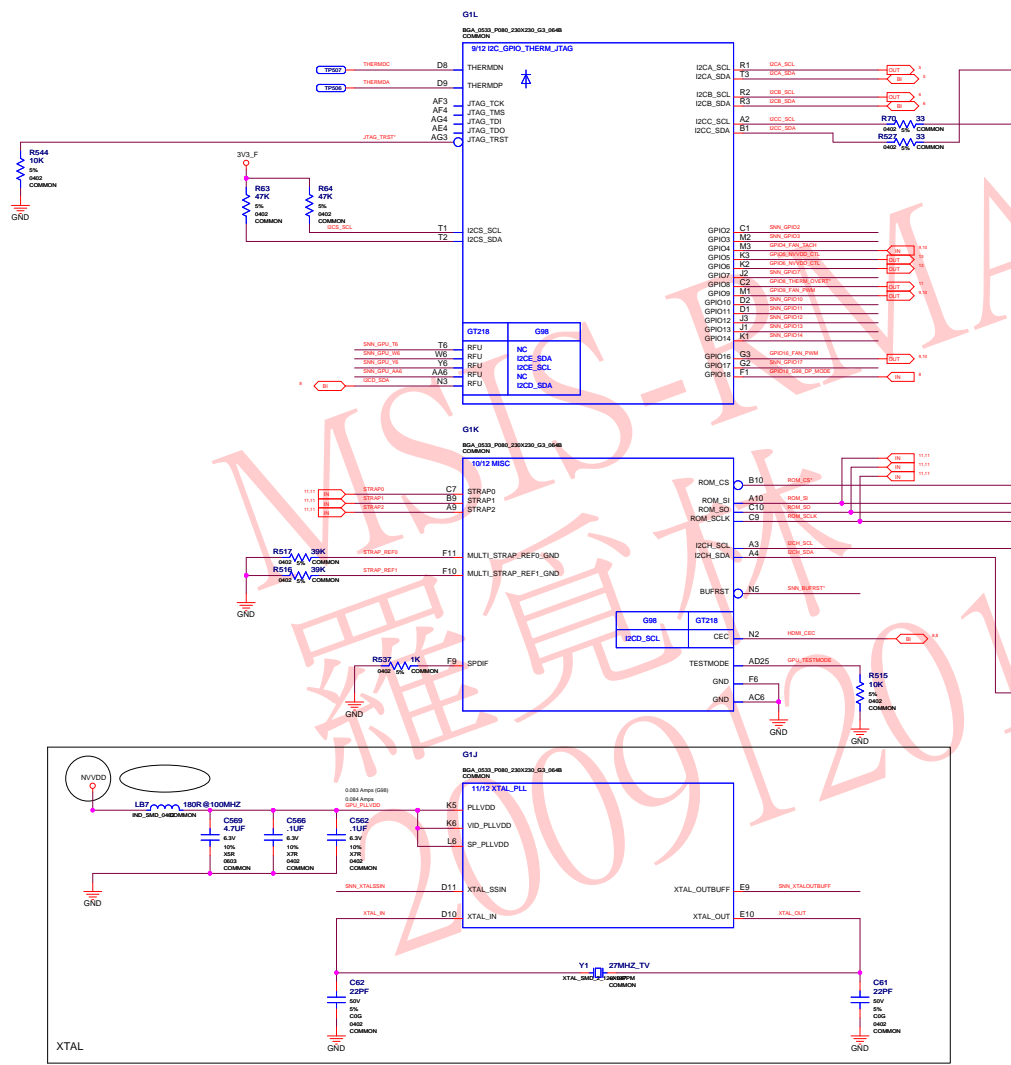 G1L
BGA_0533_P080_230X230_G3_064B
COMMON
9/12 I2C_GPIO_THERM_JTAG
TP507 THERMDC D8 THERMDN
TP506 THERMDA D9 THERMDP
AF3 JTAG_TCK
AF4 JTAG_TMS
AG4 JTAG_TDI
AE4 JTAG_TDO
JTAG_TRST* AG3 JTAG_TRST
R544
10K
5%
0402
COMMON
GND
3V3_F
R63
47K
5%
0402
COMMON
R64
47K
5%
0402
COMMON
I2CS_SCL T1 I2CS_SCL
T2 I2CS_SDA
I2CA_SCL R1 I2CA_SCL OUT
I2CA_SDA T3 I2CA_SDA BI
I2CB_SCL R2 I2CB_SCL OUT
I2CB_SDA R3 I2CB_SDA BI
I2CC_SCL A2 I2CC_SCL R70 33
0402 5% COMMON
I2CC_SDA B1 I2CC_SDA R527 33
0402 5% COMMON
GPIO2 C1 SNN_GPIO2
GPIO3 M2 SNN_GPIO3
GPIO4 M3 GPIO4_FAN_TACH IN
GPIO5 K3 GPIO5_NVVDD_CTL OUT
GPIO6 K2 GPIO6_NVVDD_CTL OUT
GPIO7 J2 SNN_GPIO7
GPIO8 C2 GPIO8_THERM_OVERT* OUT
GPIO9 M1 GPIO9_FAN_PWM OUT
GPIO10 D2 SNN_GPIO10
GPIO11 D1 SNN_GPIO11
GPIO12 J3 SNN_GPIO12
GPIO13 J1 SNN_GPIO13
GPIO14 K1 SNN_GPIO14
GPIO16 G3 GPIO16_FAN_PWM OUT
GPIO17 G2 SNN_GPIO17
GPIO18 F1 GPIO18_G98_DP_MODE IN
GT218 G98
SNN_GPU_T6 T6 RFU NC
SNN_GPU_W6 W6 RFU I2CE_SDA
SNN_GPU_Y6 Y6 RFU I2CE_SCL
SNN_GPU_AA6 AA6 RFU NC
BI I2CD_SDA N3 RFU I2CD_SDA
G1K
BGA_0533_P080_230X230_G3_064B
COMMON
10/12 MISC
11,11 IN STRAP0 C7 STRAP0
11,11 IN STRAP1 B9 STRAP1
11,11 IN STRAP2 A9 STRAP2
R517 39K STRAP_REF0 F11 MULTI_STRAP_REF0_GND
0402 5% COMMON
R516 39K STRAP_REF1 F10 MULTI_STRAP_REF1_GND
0402 5% COMMON
GND
R537 1K F9 SPDIF
0402 5% COMMON
GND
IN 11,11
IN 11,11
IN 11,11
ROM_CS B10 ROM_CS*
ROM_SI A10 ROM_SI
ROM_SO C10 ROM_SO
ROM_SCLK C9 ROM_SCLK
I2CH_SCL A3 I2CH_SCL
I2CH_SDA A4 I2CH_SDA
BUFRST N5 SNN_BUFRST*
G98 GT218
I2CD_SCL CEC N2 HDMI_CEC BI
TESTMODE AD25 GPU_TESTMODE
GND F6
GND AC6
GND
R515
10K
5%
0402
COMMON
GND
G1J
BGA_0533_P080_230X230_G3_064B
COMMON
11/12 XTAL_PLL
NVVDD
LB7 180R@100MHZ
0.083 Amps (G98)
0.084 Amps
GPU_PLLVDD
K5 PLLVDD
K6 VID_PLLVDD
L6 SP_PLLVDD
C569
4.7UF
6.3V
10%
X5R
0603
COMMON
C566
.1UF
6.3V
10%
X7R
0402
COMMON
C562
.1UF
6.3V
10%
X7R
0402
COMMON
GND
SNN_XTALSSIN D11 XTAL_SSIN
XTAL_IN D10 XTAL_IN
XTAL_OUTBUFF E9 SNN_XTALOUTBUFF
XTAL_OUT E10 XTAL_OUT
Y1 27MHZ_TV
COMMON
C62
22PF
50V
5%
C0G
0402
COMMON
GND
C61
22PF
50V
5%
C0G
0402
COMMON
GND
XTAL
MSIS-RMA
羅覓林
20091201